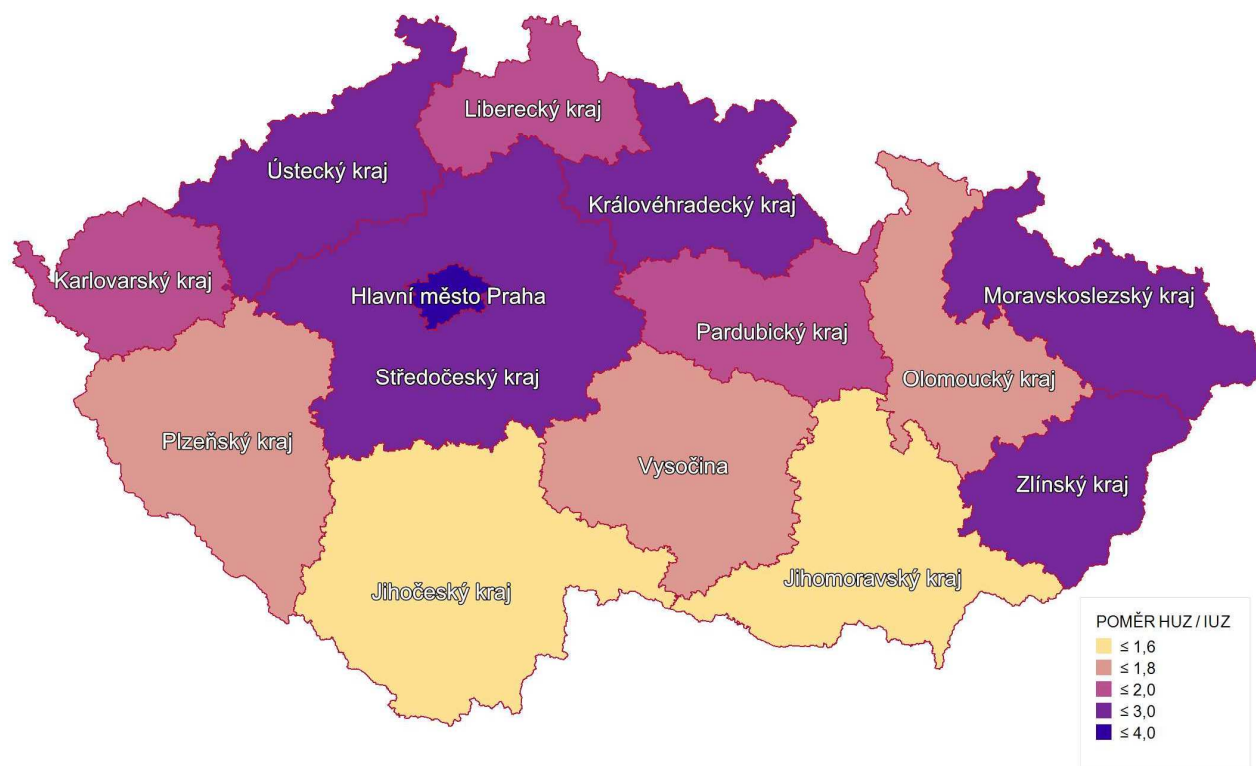 Liberecký kraj
Ústecký kraj
Královéhradecký kraj
Karlovarský kraj
Hlavní město Praha
Moravskoslezský kraj
Pardubický kraj
Středočeský kraj
Olomoucký kraj
Plzeňský kraj
Vysočina
Zlínský kraj
Jihočeský kraj
Jihomoravský kraj
POMĚR HUZ / IUZ
≤ 1,6
≤ 1,8
≤ 2,0
≤ 3,0
≤ 4,0